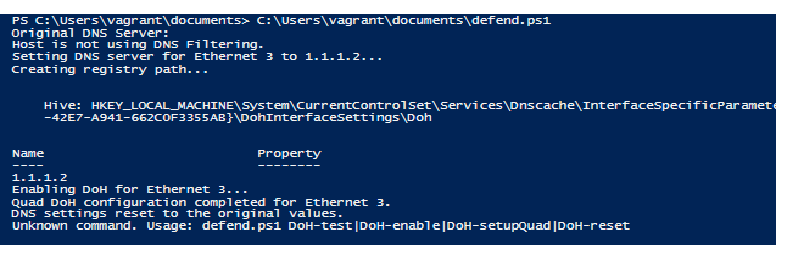 PS C:\Users\vagrant\documents> C:\Users\vagrant\documents\defend.ps1
Original DNS Server:
Host is not using DNS Filtering.
Setting DNS server for Ethernet 3 to 1.1.1.2...
Creating registry path...
Hive: HKEY_LOCAL_MACHINE\System\CurrentControlSet\Services\Dnscache\InterfaceSpecificParamete
-42E7-A941-662C0F3355AB}\DohInterfaceSettings\Doh
Name Property
---- --------
1.1.1.2
Enabling DoH for Ethernet 3...
Quad DoH configuration completed for Ethernet 3.
DNS settings reset to the original values.
Unknown command. Usage: defend.ps1 DoH-test|DoH-enable|DoH-setupQuad|DoH-reset